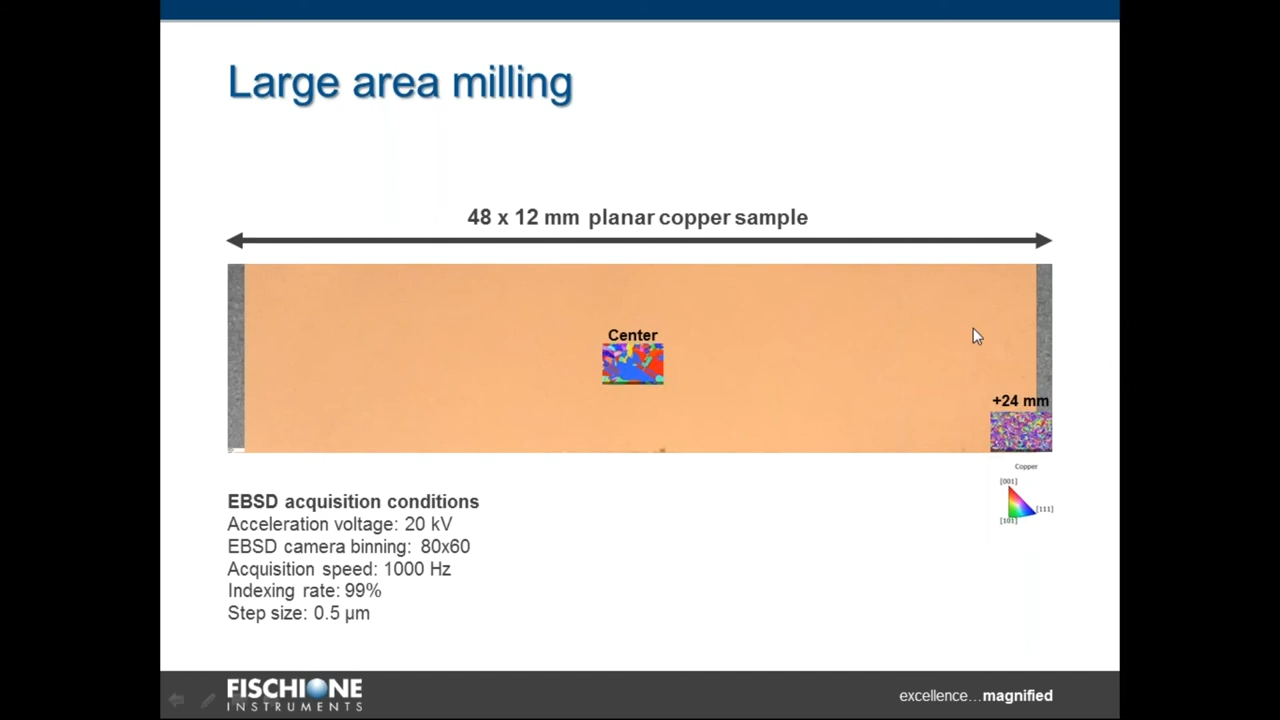 Large area milling
48 x 12 mm planar copper sample
Center
+24 mm
Copper
[001]
[111]
[101]
EBSD acquisition conditions
Acceleration voltage: 20 kV
EBSD camera binning: 80x60
Acquisition speed: 1000 Hz
Indexing rate: 99%
Step size: 0.5 µm
FISCHIONE
INSTRUMENTS
excellence...magnified